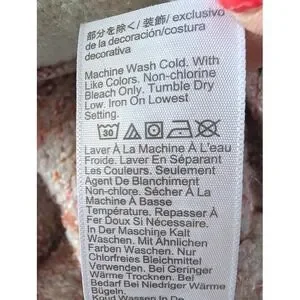 部分を除く/装飾/exclusivo
de la decoración/costura
decorativa
Machine Wash Cold. With
Like Colors. Non-chlorine
Bleach Only. Tumble Dry
Low. Iron On Lowest
Setting.
30
Laver À La Machine À L'eau
Froide. Laver En Séparant
Les Couleurs. Seulement
Agent De Blanchiment
Non-chlore. Sécher À La
Machine À Basse
Température. Repasser À
Fer Doux Si Nécessaire.
In Der Maschine Kalt
Waschen. Mit Ähnlichen
Farben Waschen. Nur
Chlorfreies Bleichmittel
Verwenden. Bei Geringer
Wärme Trocknen. Bei
Bedarf Bei Niedriger Wärme
Bügeln.
Koud Wassen In De